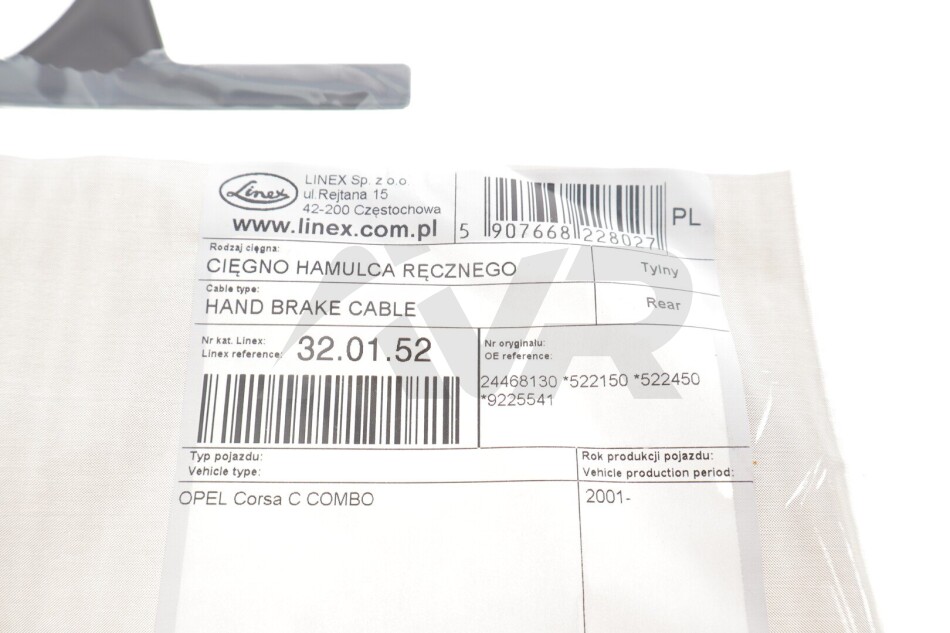 Linex
LINEX Sp. z o.o.
ul.Rejtana 15
42-200 Częstochowa
www.linex.com.pl
5 907668 228027
PL
Rodzaj cięgna:
CIĘGNO HAMULCA RĘCZNEGO
Tylny
Cable type:
HAND BRAKE CABLE
Rear
Nr kat. Linex:
Linex reference:
32.01.52
Nr oryginału:
OE reference:
24468130 *522150 *522450
*9225541
Typ pojazdu:
Vehicle type:
Rok produkcji pojazdu:
Vehicle production period:
OPEL Corsa C COMBO
2001-